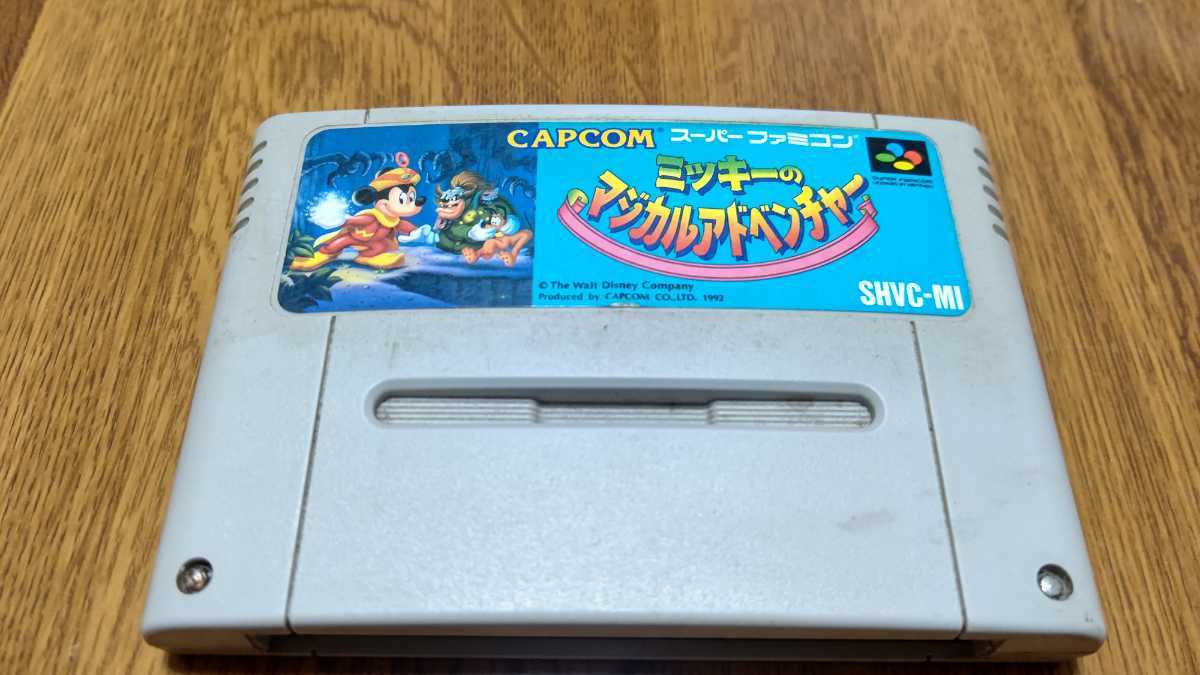 CAPCOM® スーパーファミコン®
ミッキーの
マジカルアドベンチャー
SUPER FAMICOM
© The Walt Disney Company
Produced by CAPCOM CO.,LTD. 1992
SHVC-MI